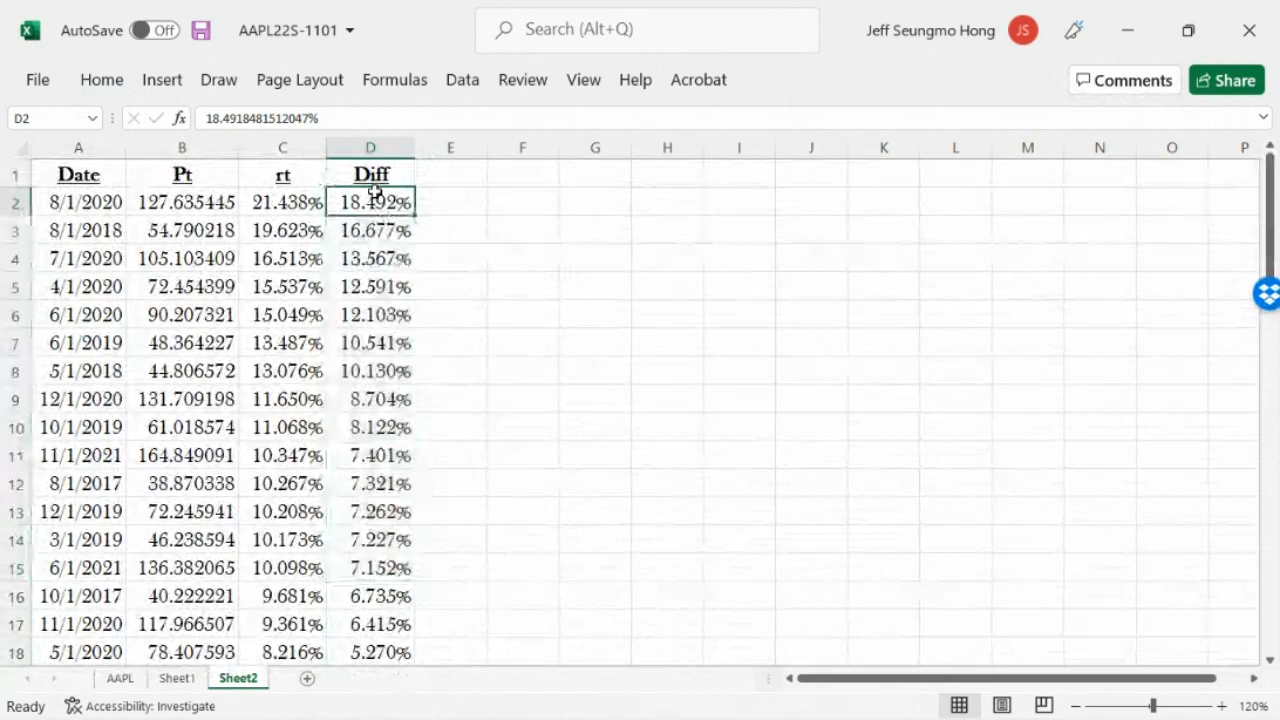 AutoSave Off AAPL22S-1101 Search (Alt+Q) Jeff Seungmo Hong JS
File Home Insert Draw Page Layout Formulas Data Review View Help Acrobat Comments Share
D2 fx 18.4918481512047%
A B C D E F G H I J K L M N O P
1 Date Pt rt Diff
2 8/1/2020 127.635445 21.438% 18.492%
3 8/1/2018 54.790218 19.623% 16.677%
4 7/1/2020 105.103409 16.513% 13.567%
5 4/1/2020 72.454399 15.537% 12.591%
6 6/1/2020 90.207321 15.049% 12.103%
7 6/1/2019 48.364227 13.487% 10.541%
8 5/1/2018 44.806572 13.076% 10.130%
9 12/1/2020 131.709198 11.650% 8.704%
10 10/1/2019 61.018574 11.068% 8.122%
11 11/1/2021 164.849091 10.347% 7.401%
12 8/1/2017 38.870338 10.267% 7.321%
13 12/1/2019 72.245941 10.208% 7.262%
14 3/1/2019 46.238594 10.173% 7.227%
15 6/1/2021 136.382065 10.098% 7.152%
16 10/1/2017 40.222221 9.681% 6.735%
17 11/1/2020 117.966507 9.361% 6.415%
18 5/1/2020 78.407593 8.216% 5.270%
AAPL Sheet1 Sheet2
Ready Accessibility: Investigate 120%